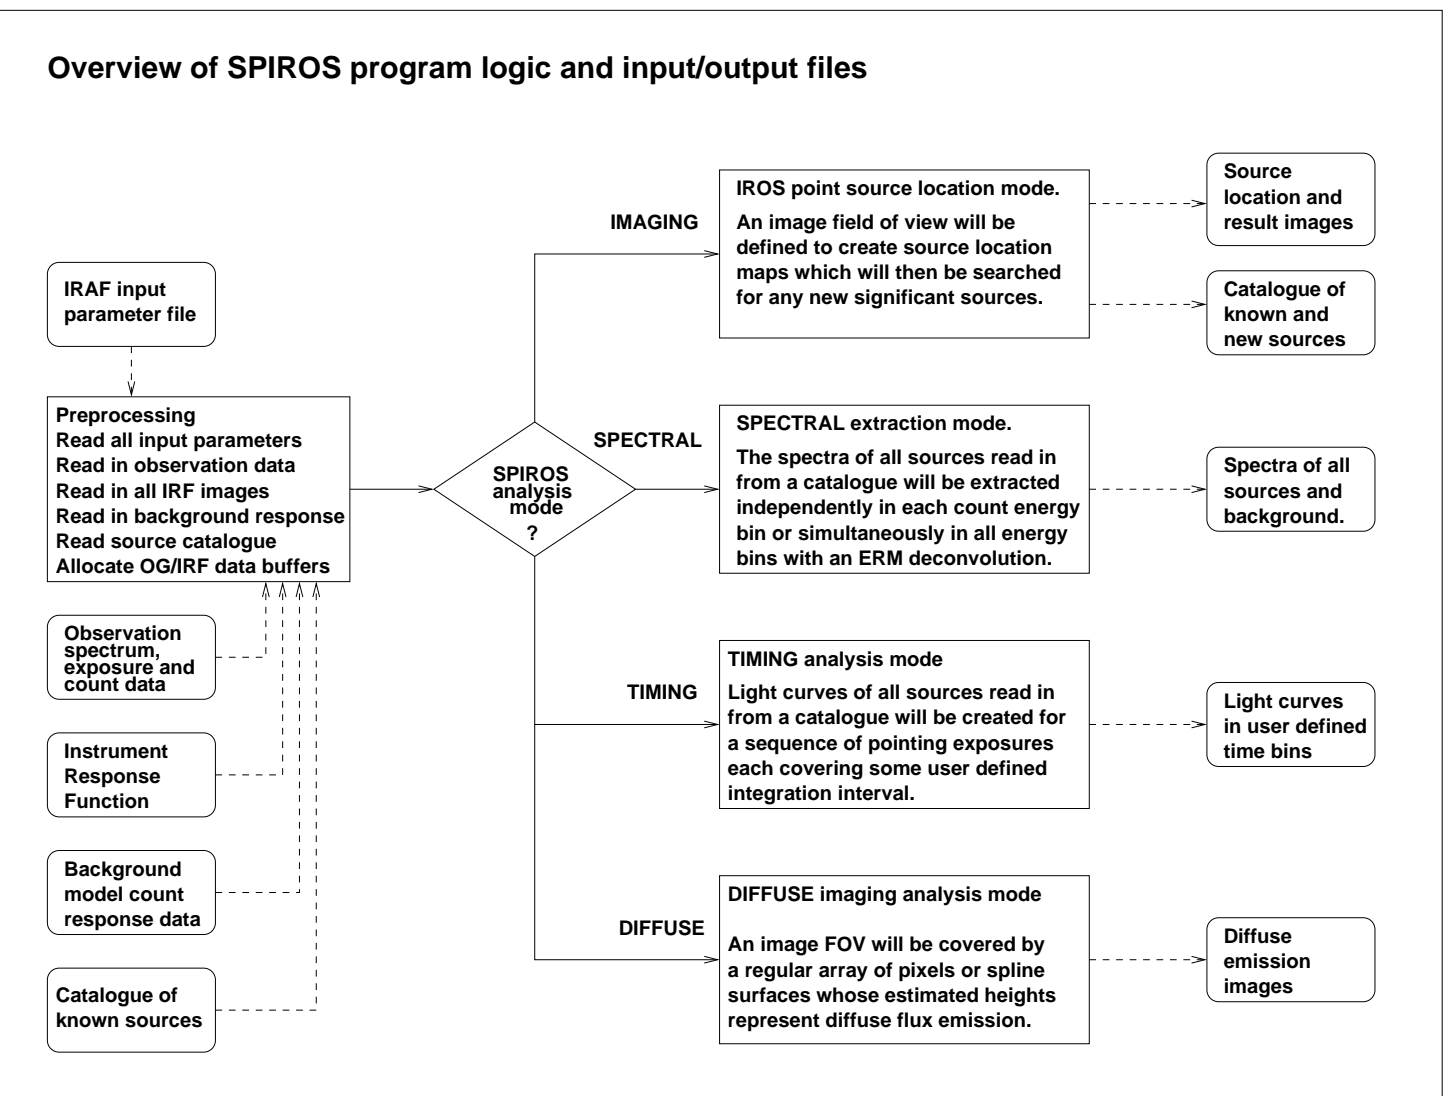 Overview of SPIROS program logic and input/output files
IRAF input
parameter file
Preprocessing
Read all input parameters
Read in observation data
Read in all IRF images
Read in background response
Read source catalogue
Allocate OG/IRF data buffers
Observation
spectrum,
exposure and
count data
Instrument
Response
Function
Background
model count
response data
Catalogue of
known sources
SPIROS
analysis
mode
?
IMAGING
IROS point source location mode.
An image field of view will be
defined to create source location
maps which will then be searched
for any new significant sources.
Source
location and
result images
Catalogue of
known and
new sources
SPECTRAL
SPECTRAL extraction mode.
The spectra of all sources read in
from a catalogue will be extracted
independently in each count energy
bin or simultaneously in all energy
bins with an ERM deconvolution.
Spectra of all
sources and
background.
TIMING
TIMING analysis mode
Light curves of all sources read in
from a catalogue will be created for
a sequence of pointing exposures
each covering some user defined
integration interval.
Light curves
in user defined
time bins
DIFFUSE
DIFFUSE imaging analysis mode
An image FOV will be covered by
a regular array of pixels or spline
surfaces whose estimated heights
represent diffuse flux emission.
Diffuse
emission
images